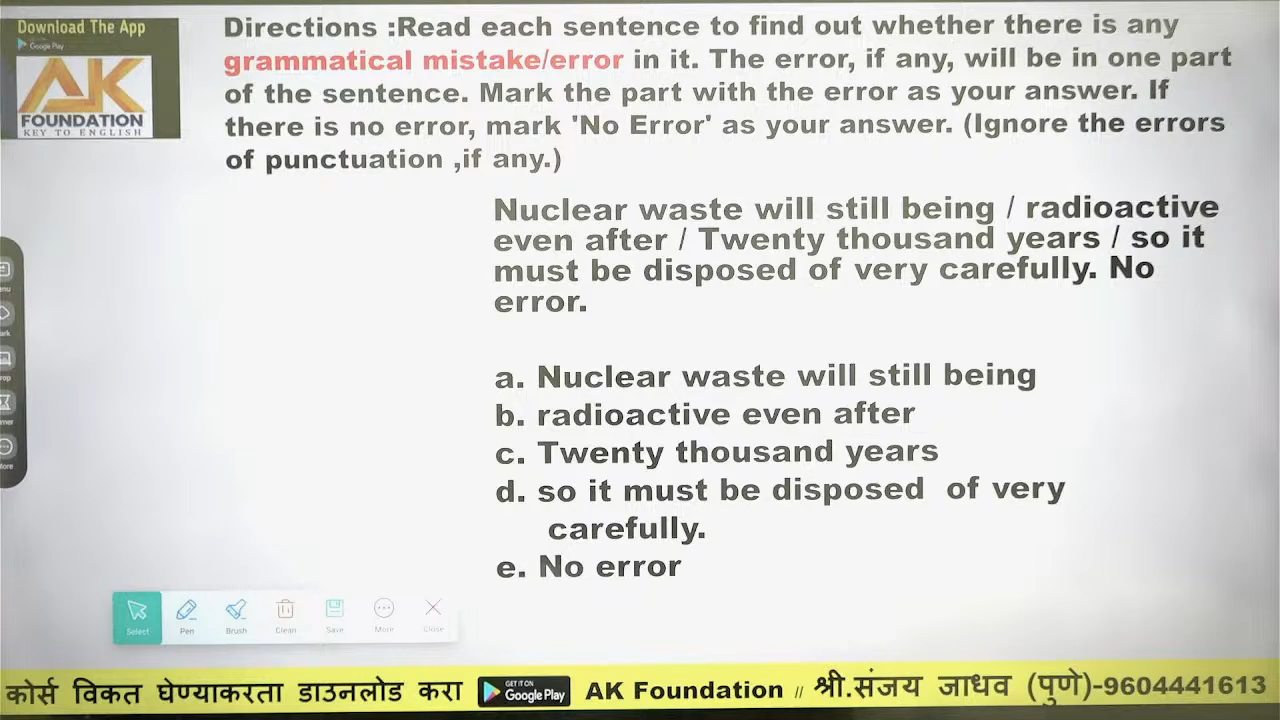 Download The App
Google Play
AK
FOUNDATION
KEY TO ENGLISH
Directions :Read each sentence to find out whether there is any
grammatical mistake/error in it. The error, if any, will be in one part
of the sentence. Mark the part with the error as your answer. If
there is no error, mark 'No Error' as your answer. (Ignore the errors
of punctuation ,if any.)
Nuclear waste will still being / radioactive
even after / Twenty thousand years / so it
must be disposed of very carefully. No
error.
a. Nuclear waste will still being
b. radioactive even after
c. Twenty thousand years
d. so it must be disposed of very
carefully.
e. No error
Select Pen Brush Clean Save More Close
कोर्स विकत घेण्याकरता डाउनलोड करा GET IT ON Google Play AK Foundation // श्री.संजय जाधव (पुणे)-9604441613